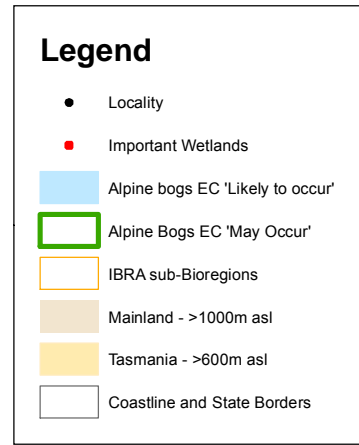 Legend
Locality
Important Wetlands
Alpine bogs EC 'Likely to occur'
Alpine Bogs EC 'May Occur'
IBRA sub-Bioregions
Mainland - >1000m asl
Tasmania - >600m asl
Coastline and State Borders